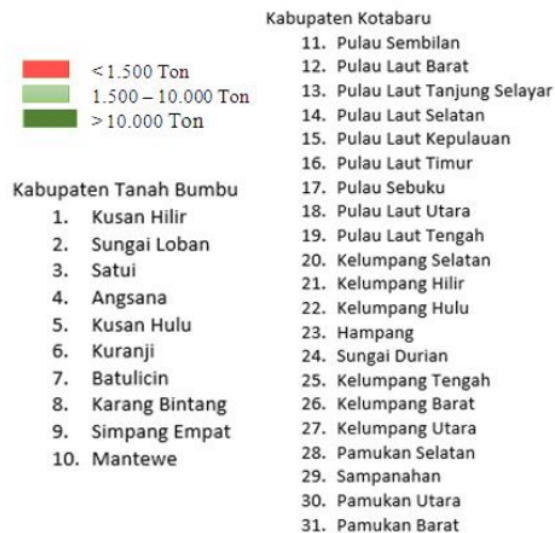 < 1.500 Ton
1.500 – 10.000 Ton
> 10.000 Ton
Kabupaten Tanah Bumbu
1. Kusan Hilir
2. Sungai Loban
3. Satui
4. Angsana
5. Kusan Hulu
6. Kuranji
7. Batulicin
8. Karang Bintang
9. Simpang Empat
10. Mantewe
Kabupaten Kotabaru
11. Pulau Sembilan
12. Pulau Laut Barat
13. Pulau Laut Tanjung Selayar
14. Pulau Laut Selatan
15. Pulau Laut Kepulauan
16. Pulau Laut Timur
17. Pulau Sebuku
18. Pulau Laut Utara
19. Pulau Laut Tengah
20. Kelumpang Selatan
21. Kelumpang Hilir
22. Kelumpang Hulu
23. Hampang
24. Sungai Durian
25. Kelumpang Tengah
26. Kelumpang Barat
27. Kelumpang Utara
28. Pamukan Selatan
29. Sampanahan
30. Pamukan Utara
31. Pamukan Barat